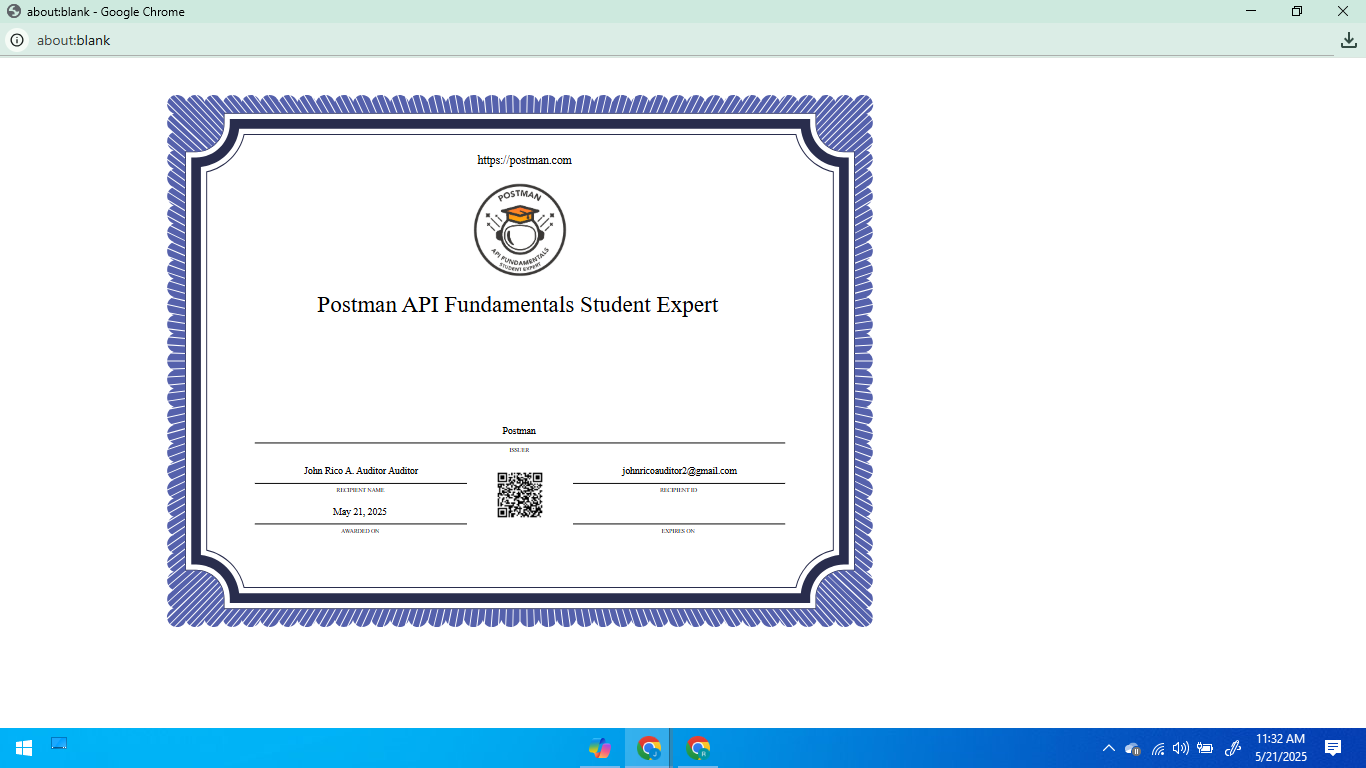 about:blank - Google Chrome
about:blank
https://postman.com
POSTMAN
API FUNDAMENTALS
STUDENT EXPERT
Postman API Fundamentals Student Expert
Postman
ISSUER
John Rico A. Auditor Auditor
johnricoauditor2@gmail.com
RECIPIENT NAME
RECIPIENT ID
May 21, 2025
AWARDED ON
EXPIRES ON
11:32 AM
5/21/2025